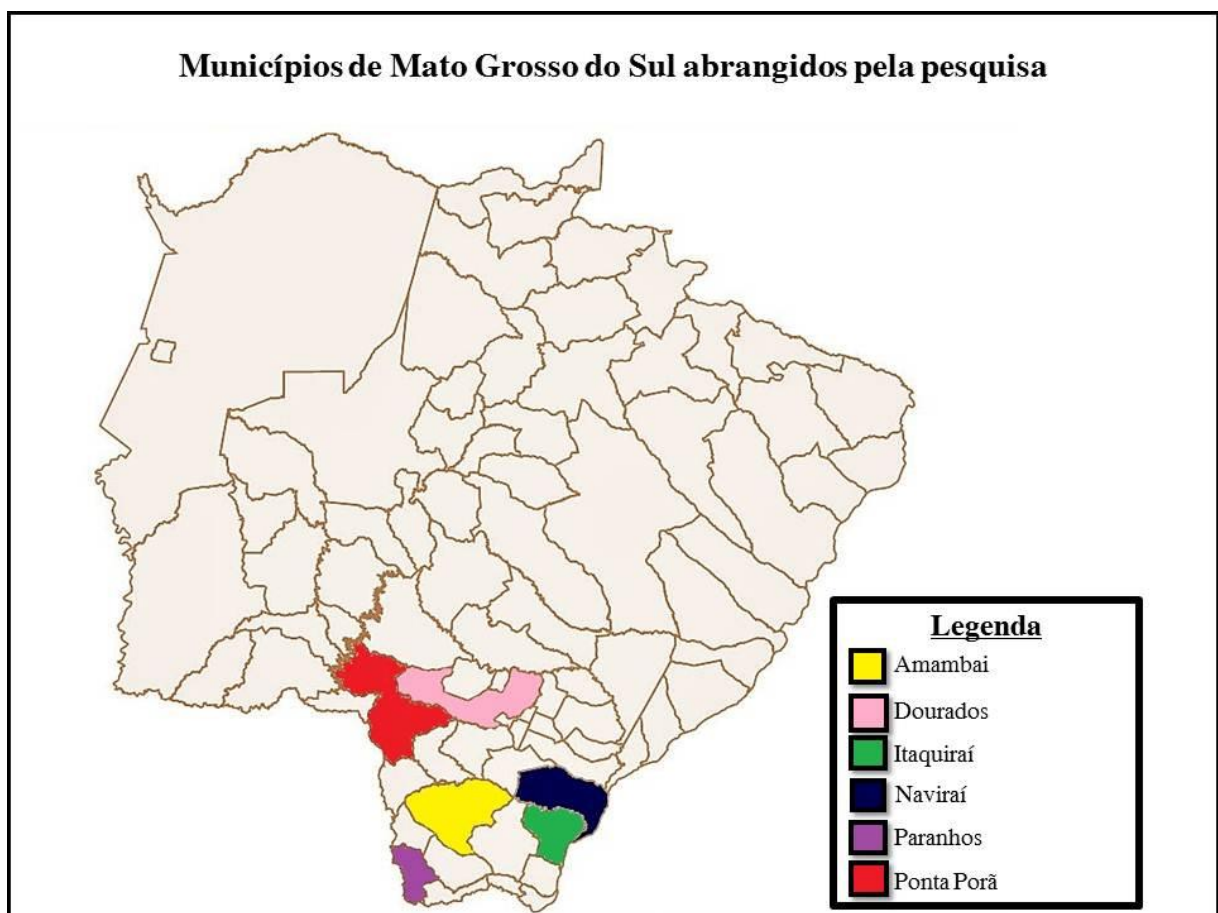 Municípios de Mato Grosso do Sul abrangidos pela pesquisa
Legenda
Amambai
Dourados
Itaquiraí
Naviraí
Paranhos
Ponta Porã